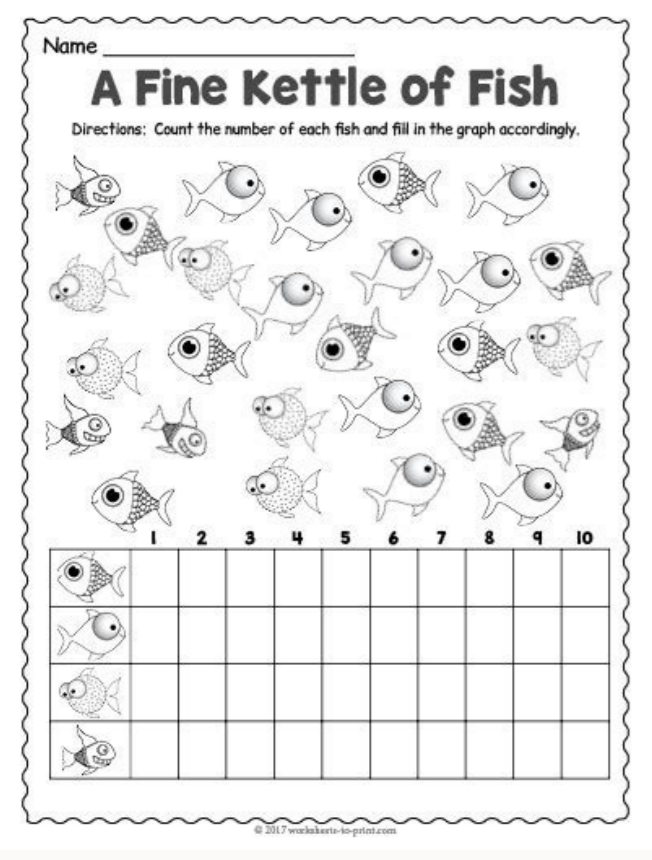 Name
A Fine Kettle of Fish
Directions: Count the number of each fish and fill in the graph accordingly.
1 2 3 4 5 6 7 8 9 10
© 2017 worksheets-to-print.com